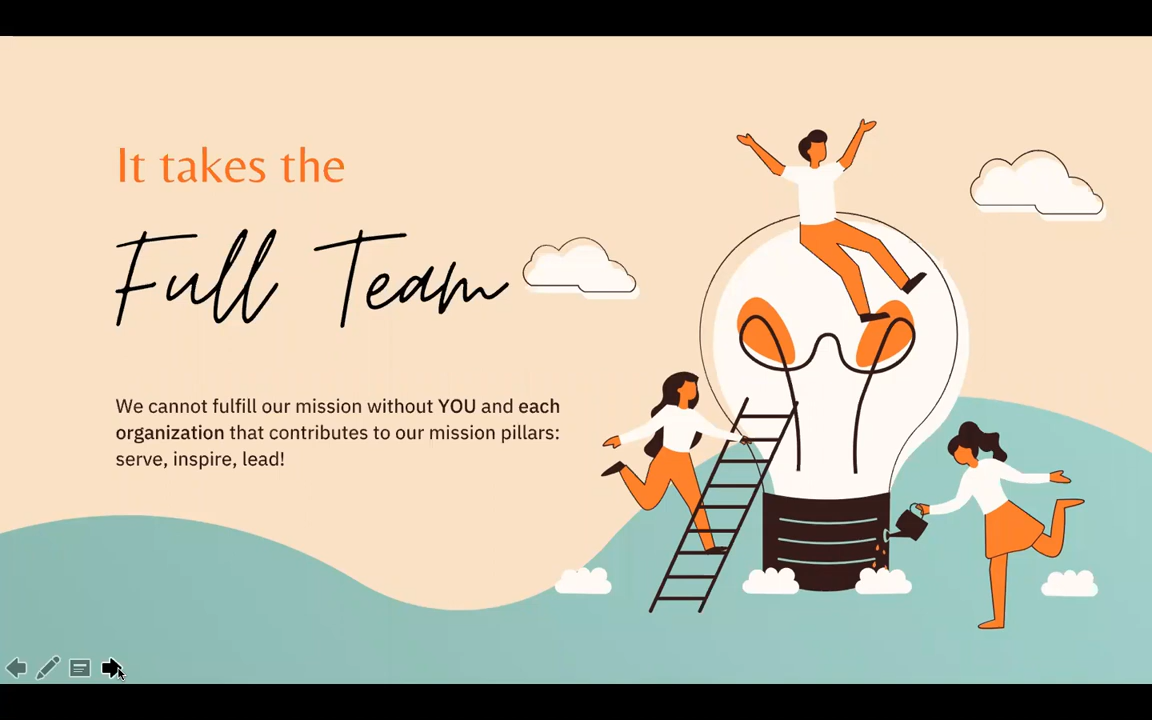 It takes the
Full Team
We cannot fulfill our mission without YOU and each
organization that contributes to our mission pillars:
serve, inspire, lead!